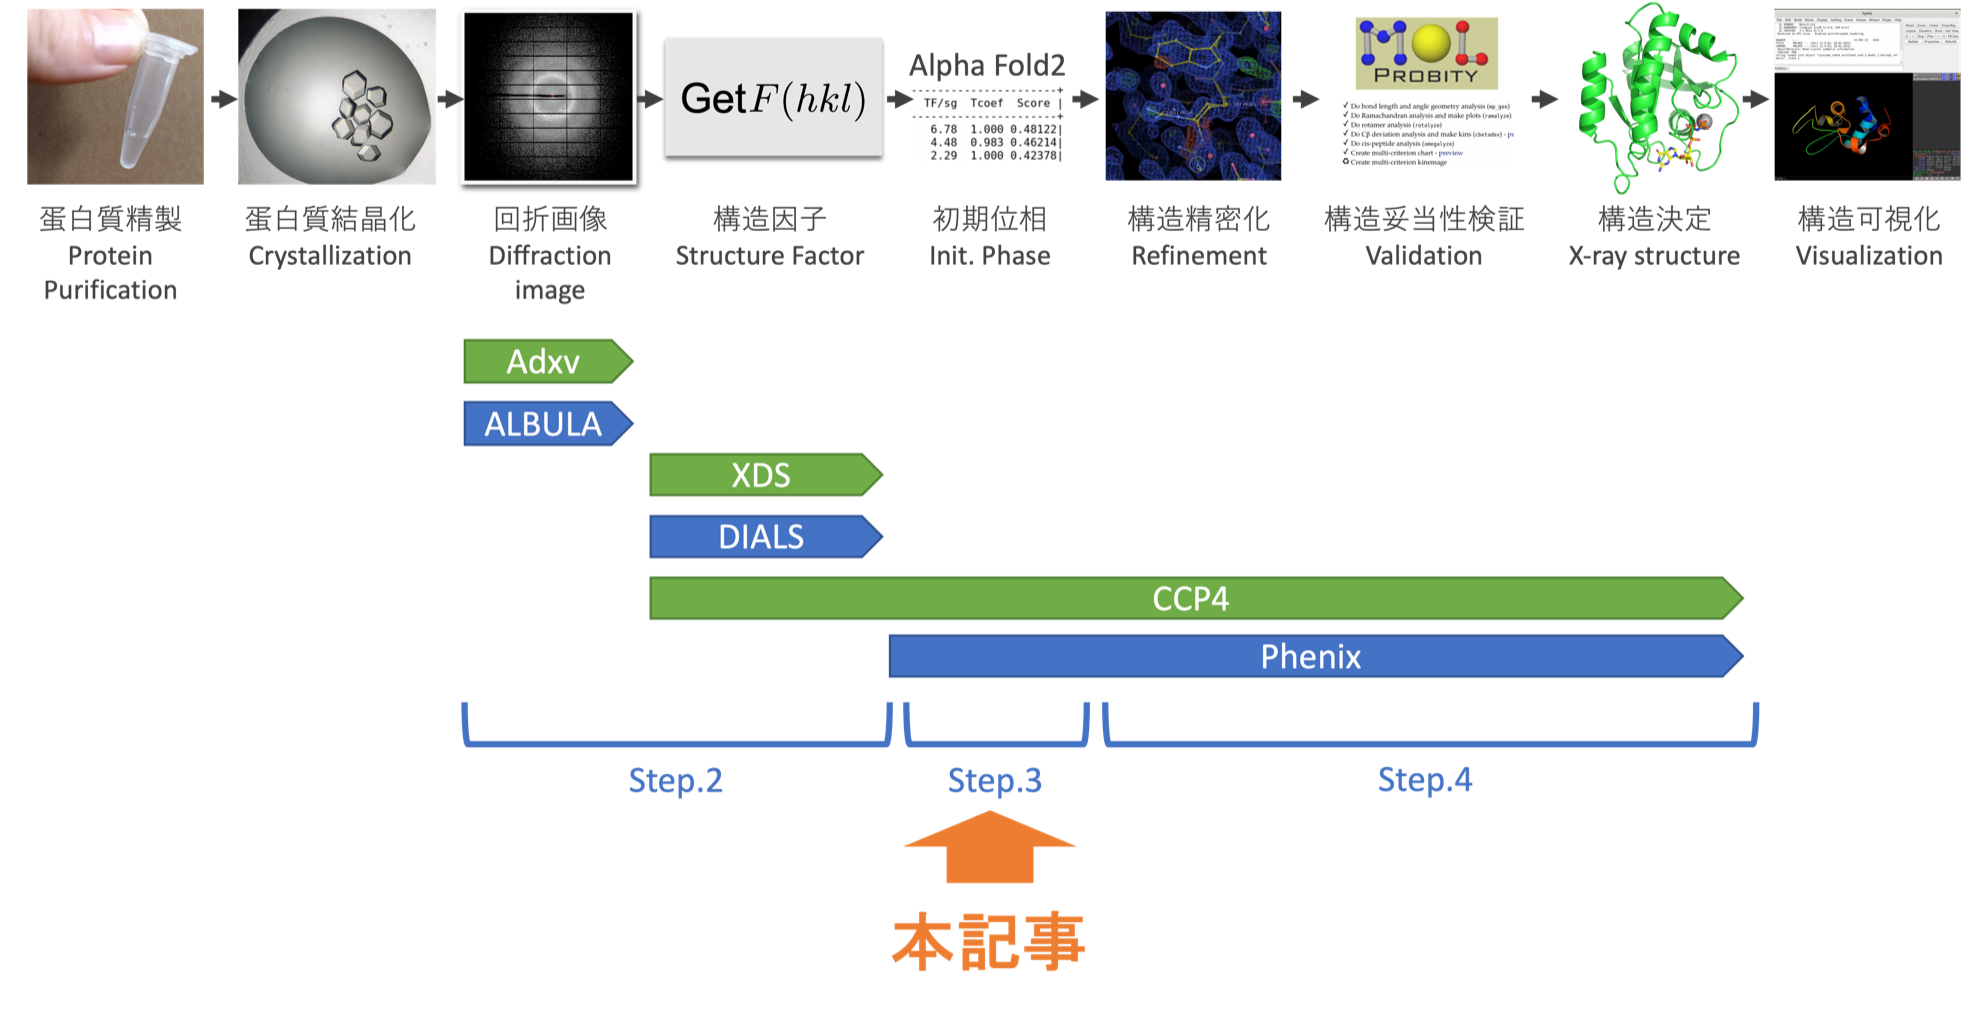 GetF(hkl)
Alpha Fold2
TF/sg Tcoef Score |
6.78 1.000 0.48122|
4.48 0.983 0.46214|
2.29 1.000 0.42378|
PROBITY
✓ Do bond length and angle geometry analysis (mp_geo)
✓ Do Ramachandran analysis and make plots (ramalyze)
✓ Do rotamer analysis (rotalyze)
✓ Do Cβ deviation analysis and make kins (cbetadev) - pr
✓ Do cis-peptide analysis (omegalyze)
✓ Create multi-criterion chart - preview
Create multi-criterion kinemage
蛋白質精製
Protein
Purification
蛋白質結晶化
Crystallization
回折画像
Diffraction
image
構造因子
Structure Factor
初期位相
Init. Phase
構造精密化
Refinement
構造妥当性検証
Validation
構造決定
X-ray structure
構造可視化
Visualization
Adxv
ALBULA
XDS
DIALS
CCP4
Phenix
Step.2
Step.3
Step.4
本記事